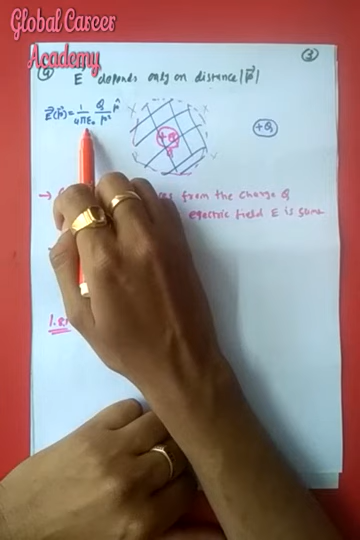 Global Career
Academy
④ E⃗ depends only on distance |r⃗|
③
E⃗(r⃗) = 1/4πε₀ Q/r² r̂
+Q
+Q
from the charge Q
electric field E is same